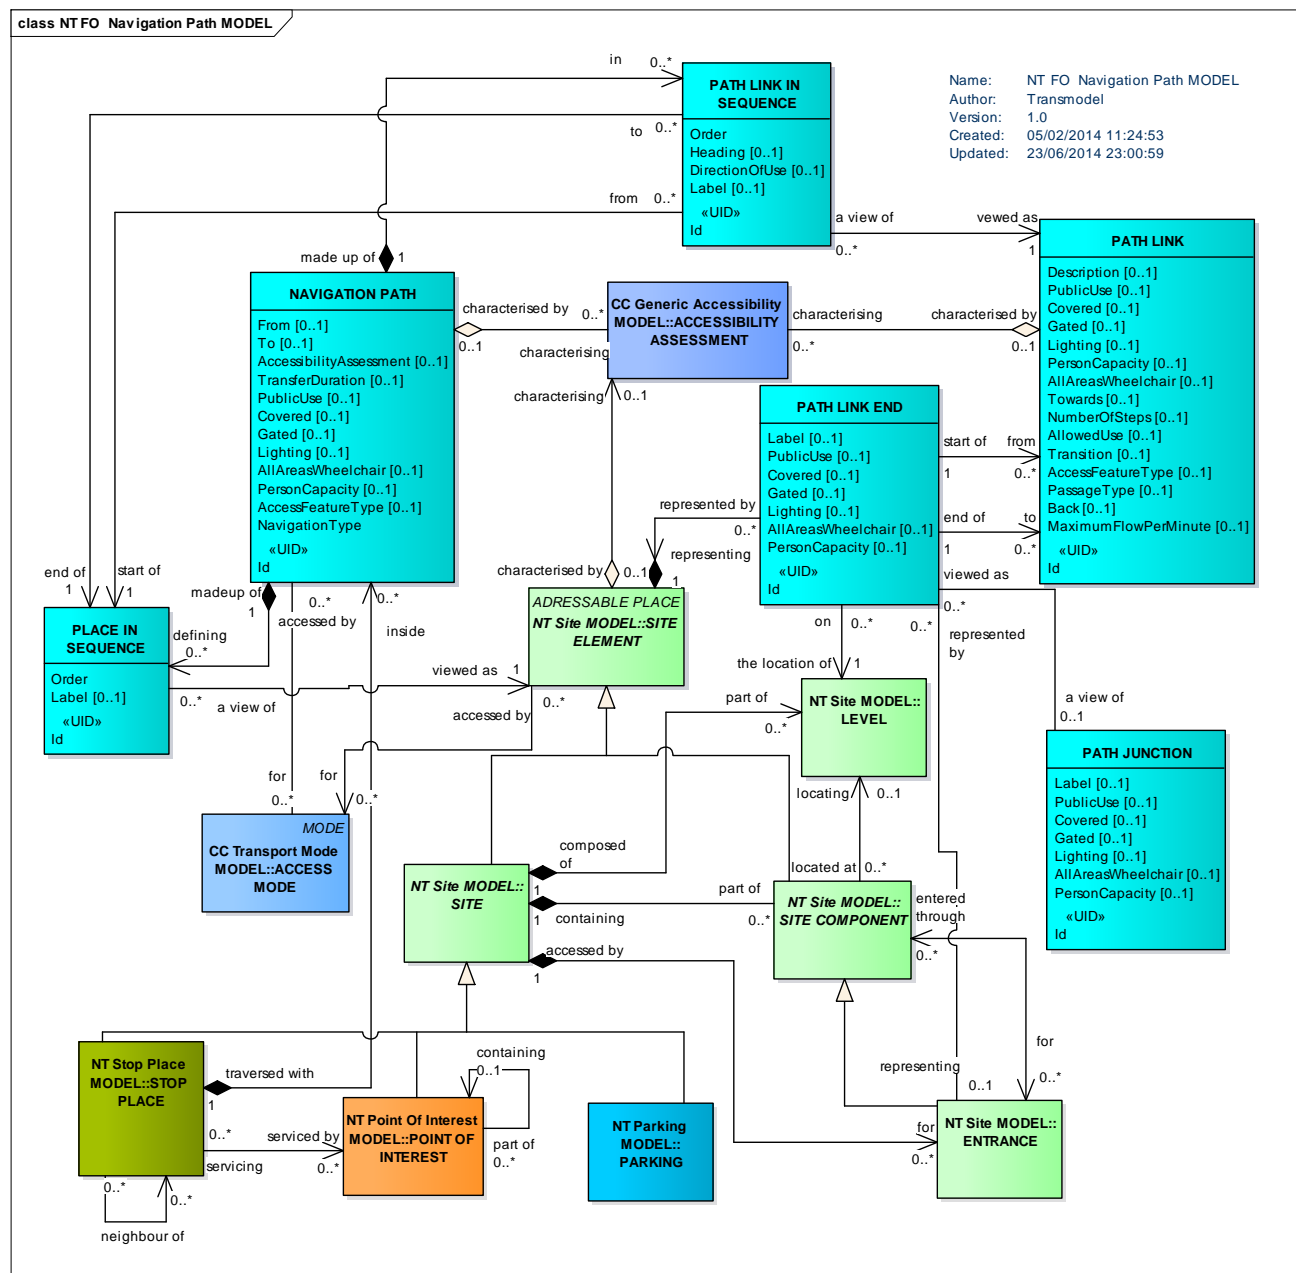 class NT FO  Navigation Path MODEL
Name: NT FO  Navigation Path MODEL
Author: Transmodel
Version: 1.0
Created: 05/02/2014 11:24:53
Updated: 23/06/2014 23:00:59
in
0..*
to
0..*
from
0..*
PATH LINK IN
SEQUENCE
Order
Heading [0..1]
DirectionOfUse [0..1]
Label [0..1]
«UID»
Id
a view of
0..*
vewed as
1
PATH LINK
Description [0..1]
PublicUse [0..1]
Covered [0..1]
Gated [0..1]
Lighting [0..1]
PersonCapacity [0..1]
AllAreasWheelchair [0..1]
Towards [0..1]
NumberOfSteps [0..1]
AllowedUse [0..1]
Transition [0..1]
AccessFeatureType [0..1]
PassageType [0..1]
Back [0..1]
MaximumFlowPerMinute [0..1]
«UID»
Id
made up of
1
NAVIGATION PATH
From [0..1]
To [0..1]
AccessibilityAssessment [0..1]
TransferDuration [0..1]
PublicUse [0..1]
Covered [0..1]
Gated [0..1]
Lighting [0..1]
AllAreasWheelchair [0..1]
PersonCapacity [0..1]
AccessFeatureType [0..1]
NavigationType
«UID»
Id
characterised by
0..1
0..*
characterising
CC Generic Accessibility
MODEL::ACCESSIBILITY
ASSESSMENT
characterising
0..*
characterised by
0..1
characterising
0..1
PATH LINK END
Label [0..1]
PublicUse [0..1]
Covered [0..1]
Gated [0..1]
Lighting [0..1]
AllAreasWheelchair [0..1]
PersonCapacity [0..1]
«UID»
Id
start of
1
from
0..*
end of
1
to
0..*
viewed as
0..*
represented by
0..*
representing
1
characterised by
0..1
ADRESSABLE PLACE
NT Site MODEL::SITE
ELEMENT
end of
1
start of
1
madeup of
1
0..*
accessed by
0..*
inside
PLACE IN
SEQUENCE
Order
Label [0..1]
«UID»
Id
defining
0..*
0..*
a view of
viewed as
1
accessed by
0..*
on
0..*
0..*
represented
by
the location of
1
part of
0..*
NT Site MODEL::
LEVEL
a view of
0..1
PATH JUNCTION
Label [0..1]
PublicUse [0..1]
Covered [0..1]
Gated [0..1]
Lighting [0..1]
AllAreasWheelchair [0..1]
PersonCapacity [0..1]
«UID»
Id
for
0..*
for
0..*
MODE
CC Transport Mode
MODEL::ACCESS
MODE
locating
0..1
located at
0..*
NT Site MODEL::
SITE
composed
of
1
part of
0..*
1
containing
accessed by
1
NT Site MODEL::
SITE COMPONENT
entered
through
0..*
for
0..*
representing
0..1
NT Site MODEL::
ENTRANCE
for
0..*
NT Stop Place
MODEL::STOP
PLACE
traversed with
1
0..*
servicing
serviced by
0..*
0..*
0..*
neighbour of
NT Point Of Interest
MODEL::POINT OF
INTEREST
containing
0..1
part of
0..*
NT Parking
MODEL::
PARKING